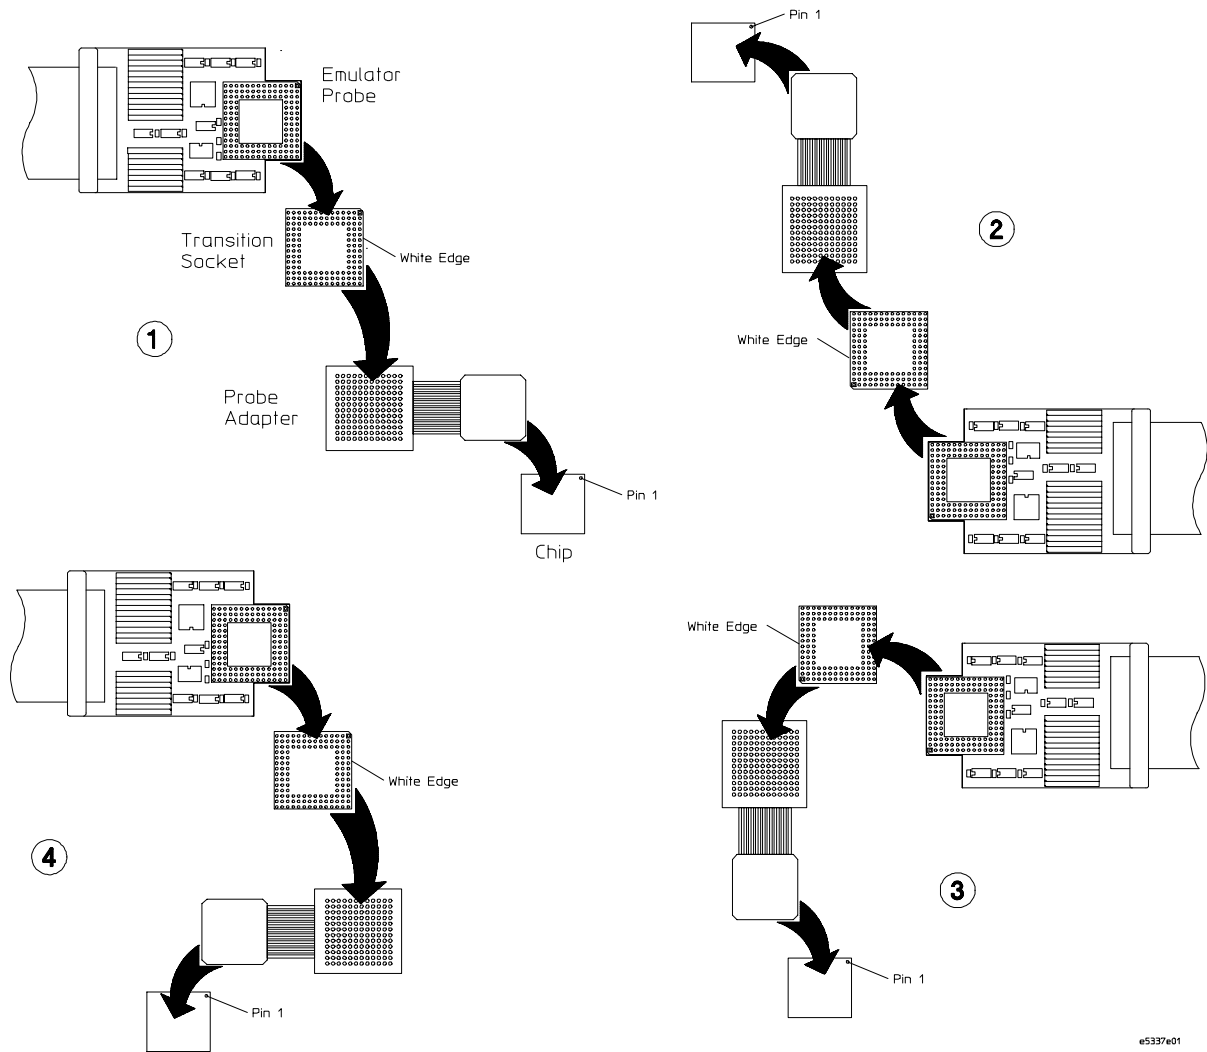 Emulator
Probe
Transition
Socket
White Edge
1
Probe
Adapter
Pin 1
Chip
Pin 1
2
White Edge
White Edge
4
Pin 1
White Edge
3
Pin 1
e5337e01